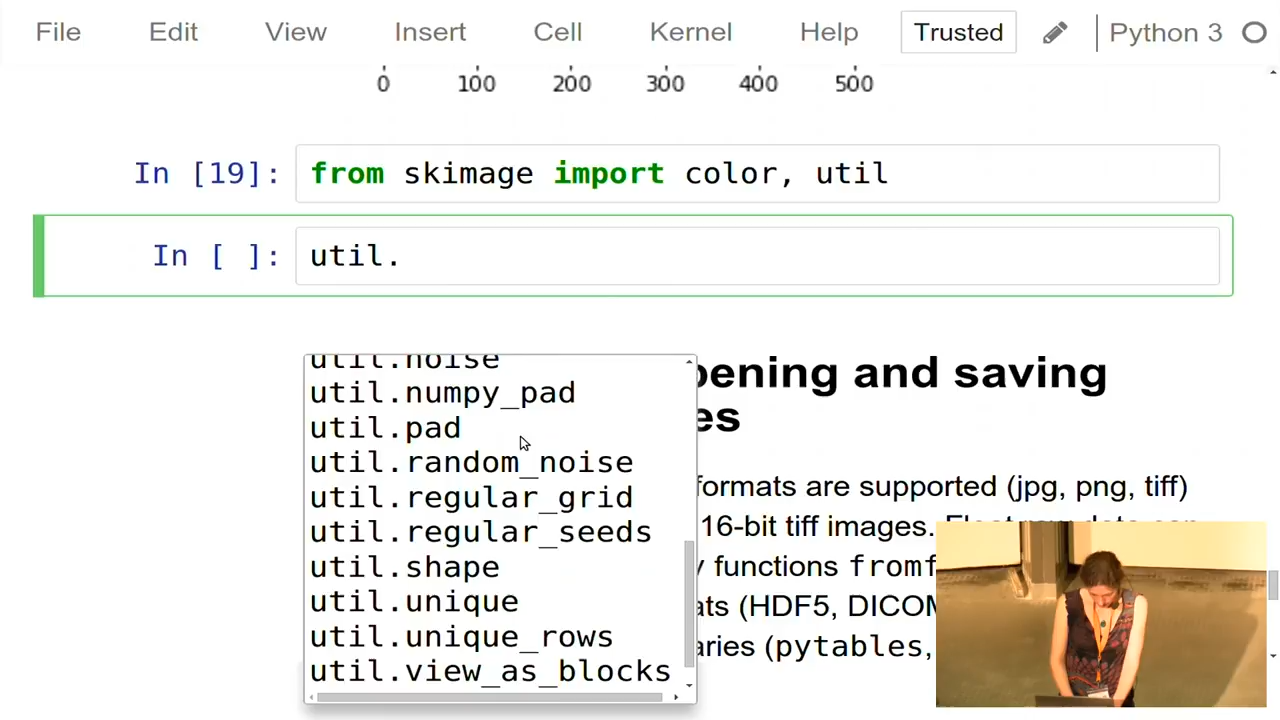 File Edit View Insert Cell Kernel Help Trusted Python 3
0 100 200 300 400 500
In [19]: from skimage import color, util
In [ ]: util.
util.noise
util.numpy_pad
util.pad
util.random_noise
util.regular_grid
util.regular_seeds
util.shape
util.unique
util.unique_rows
util.view_as_blocks
pening and saving
es
formats are supported (jpg, png, tiff)
16-bit tiff images.
functions fromf
ats (HDF5, DICOM
aries (pytables,